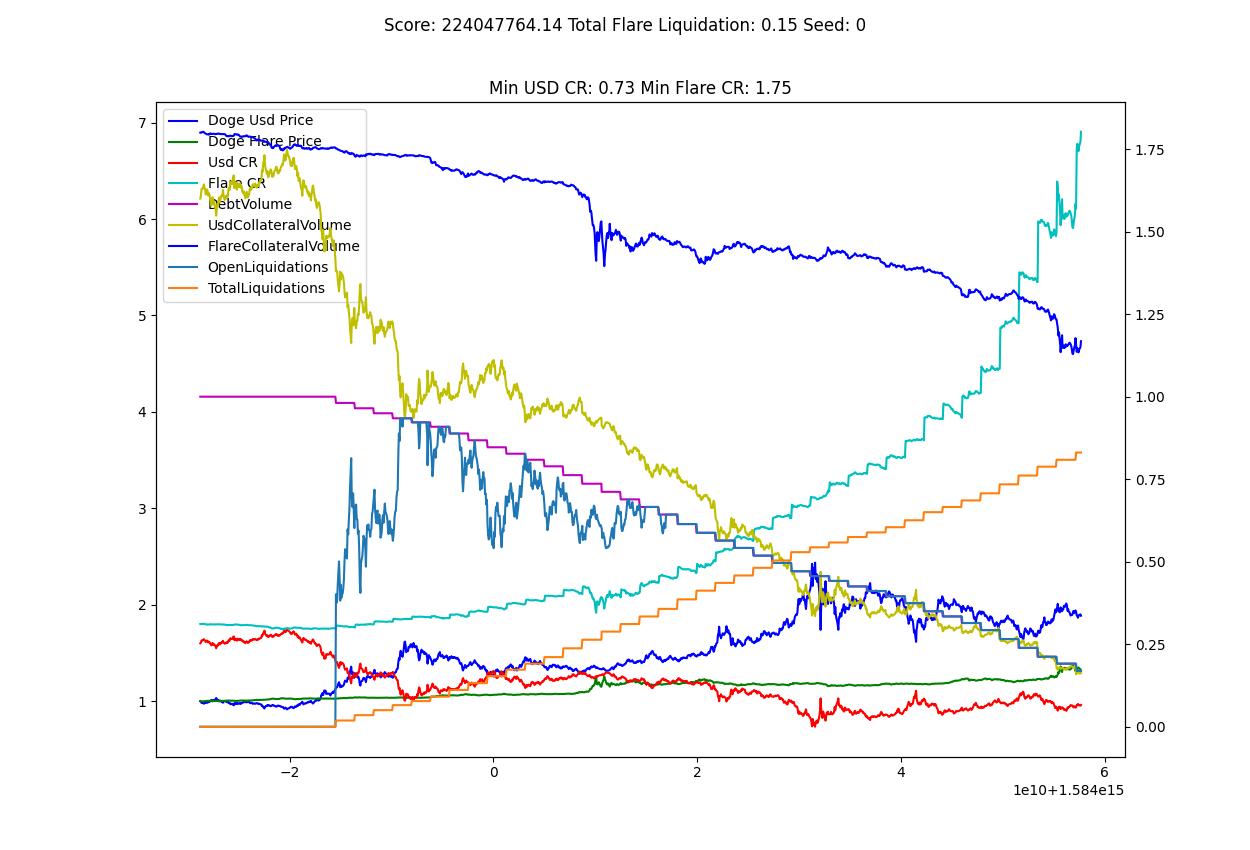 Score: 224047764.14 Total Flare Liquidation: 0.15 Seed: 0
Min USD CR: 0.73 Min Flare CR: 1.75
Doge Usd Price
Doge Flare Price
Usd CR
Flare CR
DebtVolume
UsdCollateralVolume
FlareCollateralVolume
OpenLiquidations
TotalLiquidations
7
6
5
4
3
2
1
1.75
1.50
1.25
1.00
0.75
0.50
0.25
0.00
−2
0
2
4
6
1e10+1.584e15